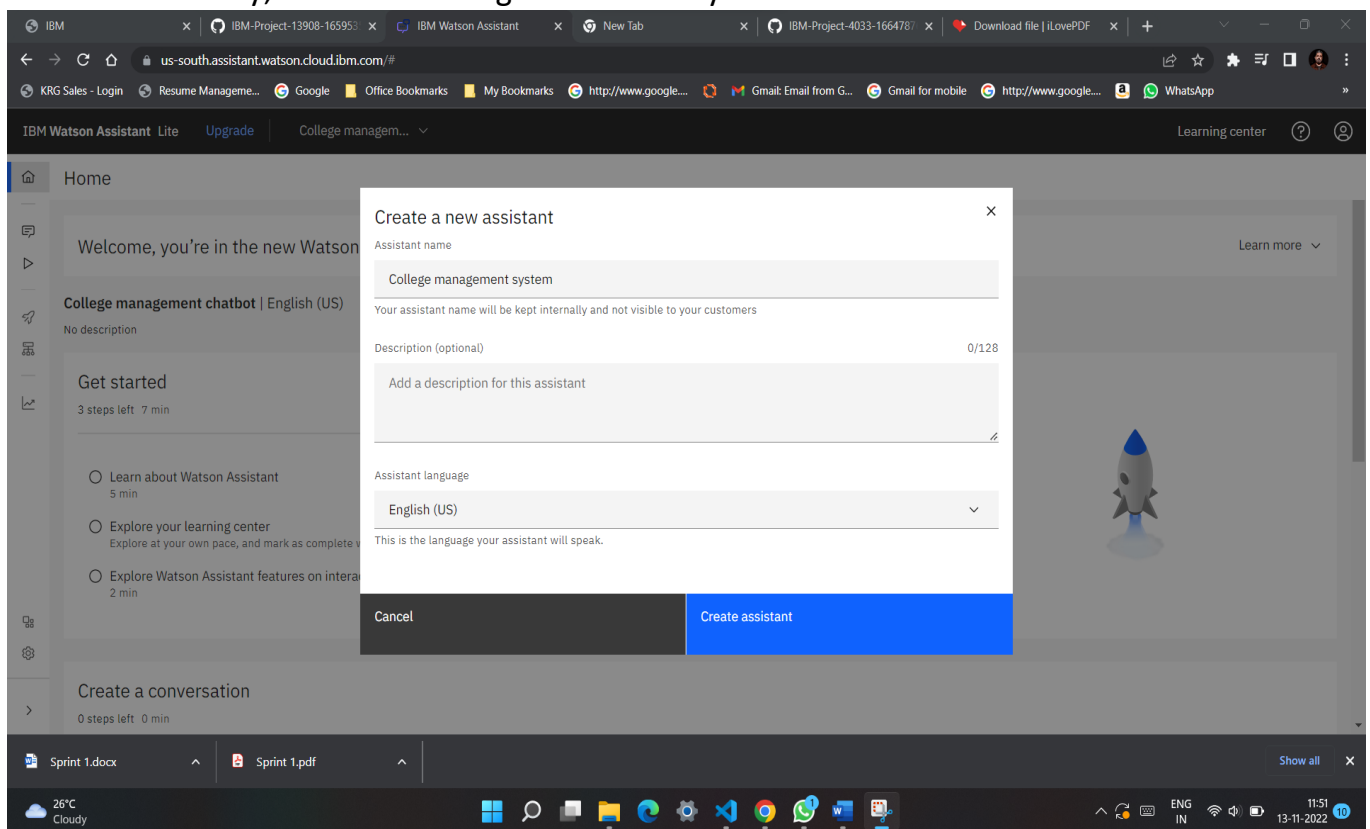 IBM
IBM-Project-13908-165953
IBM Watson Assistant
New Tab
IBM-Project-4033-1664787
Download file | iLovePDF
us-south.assistant.watson.cloud.ibm.com/#
KRG Sales - Login
Resume Manageme...
Google
Office Bookmarks
My Bookmarks
http://www.google....
Gmail: Email from G...
Gmail for mobile
http://www.google....
WhatsApp
»
IBM Watson Assistant Lite
Upgrade
College managem...
Learning center
Home
Welcome, you're in the new Watson
Learn more
College management chatbot | English (US)
No description
Get started
3 steps left 7 min
Learn about Watson Assistant
5 min
Explore your learning center
Explore at your own pace, and mark as complete
Explore Watson Assistant features on intera
2 min
Create a conversation
0 steps left 0 min
Create a new assistant
Assistant name
College management system
Your assistant name will be kept internally and not visible to your customers
Description (optional)
0/128
Add a description for this assistant
Assistant language
English (US)
This is the language your assistant will speak.
Cancel
Create assistant
Sprint 1.docx
Sprint 1.pdf
Show all
26°C
Cloudy
1
ENG
IN
11:51
13-11-2022
10